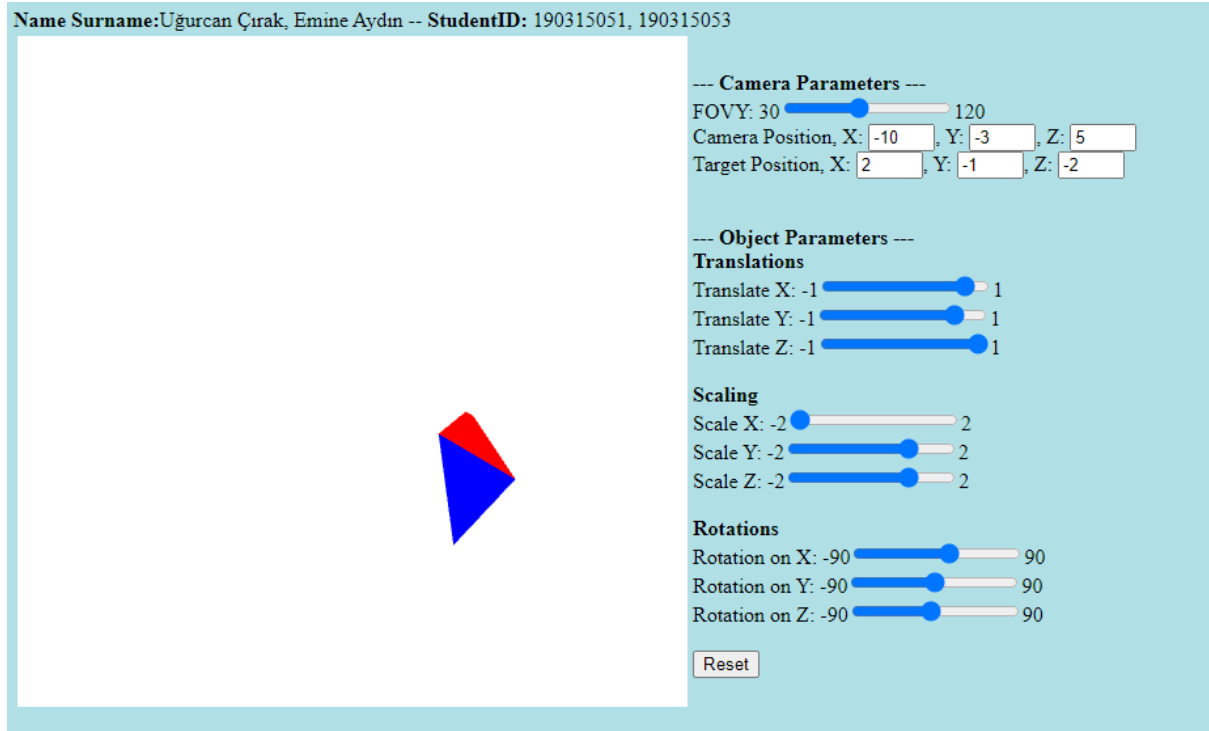 Name Surname:Uğurcan Çırak, Emine Aydın -- StudentID: 190315051, 190315053
--- Camera Parameters ---
FOVY: 30 120
Camera Position, X: -10 , Y: -3 , Z: 5
Target Position, X: 2 , Y: -1 , Z: -2
--- Object Parameters ---
Translations
Translate X: -1 1
Translate Y: -1 1
Translate Z: -1 1
Scaling
Scale X: -2 2
Scale Y: -2 2
Scale Z: -2 2
Rotations
Rotation on X: -90 90
Rotation on Y: -90 90
Rotation on Z: -90 90
Reset